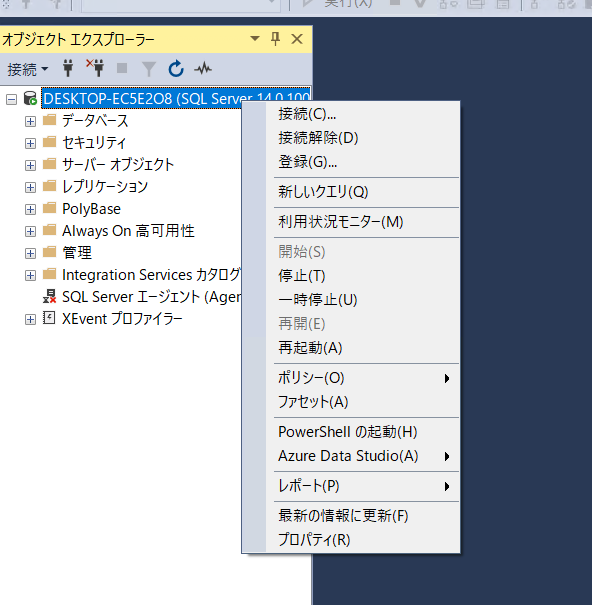 実行(X)
オブジェクト エクスプローラー
接続
DESKTOP-EC5E2O8 (SQL Server 14.0.100
データベース
セキュリティ
サーバー オブジェクト
レプリケーション
PolyBase
Always On 高可用性
管理
Integration Services カタログ
SQL Server エージェント (Agen
XEvent プロファイラー
接続(C)...
接続解除(D)
登録(G)...
新しいクエリ(Q)
利用状況モニター(M)
開始(S)
停止(T)
一時停止(U)
再開(E)
再起動(A)
ポリシー(O)
ファセット(A)
PowerShell の起動(H)
Azure Data Studio(A)
レポート(P)
最新の情報に更新(F)
プロパティ(R)